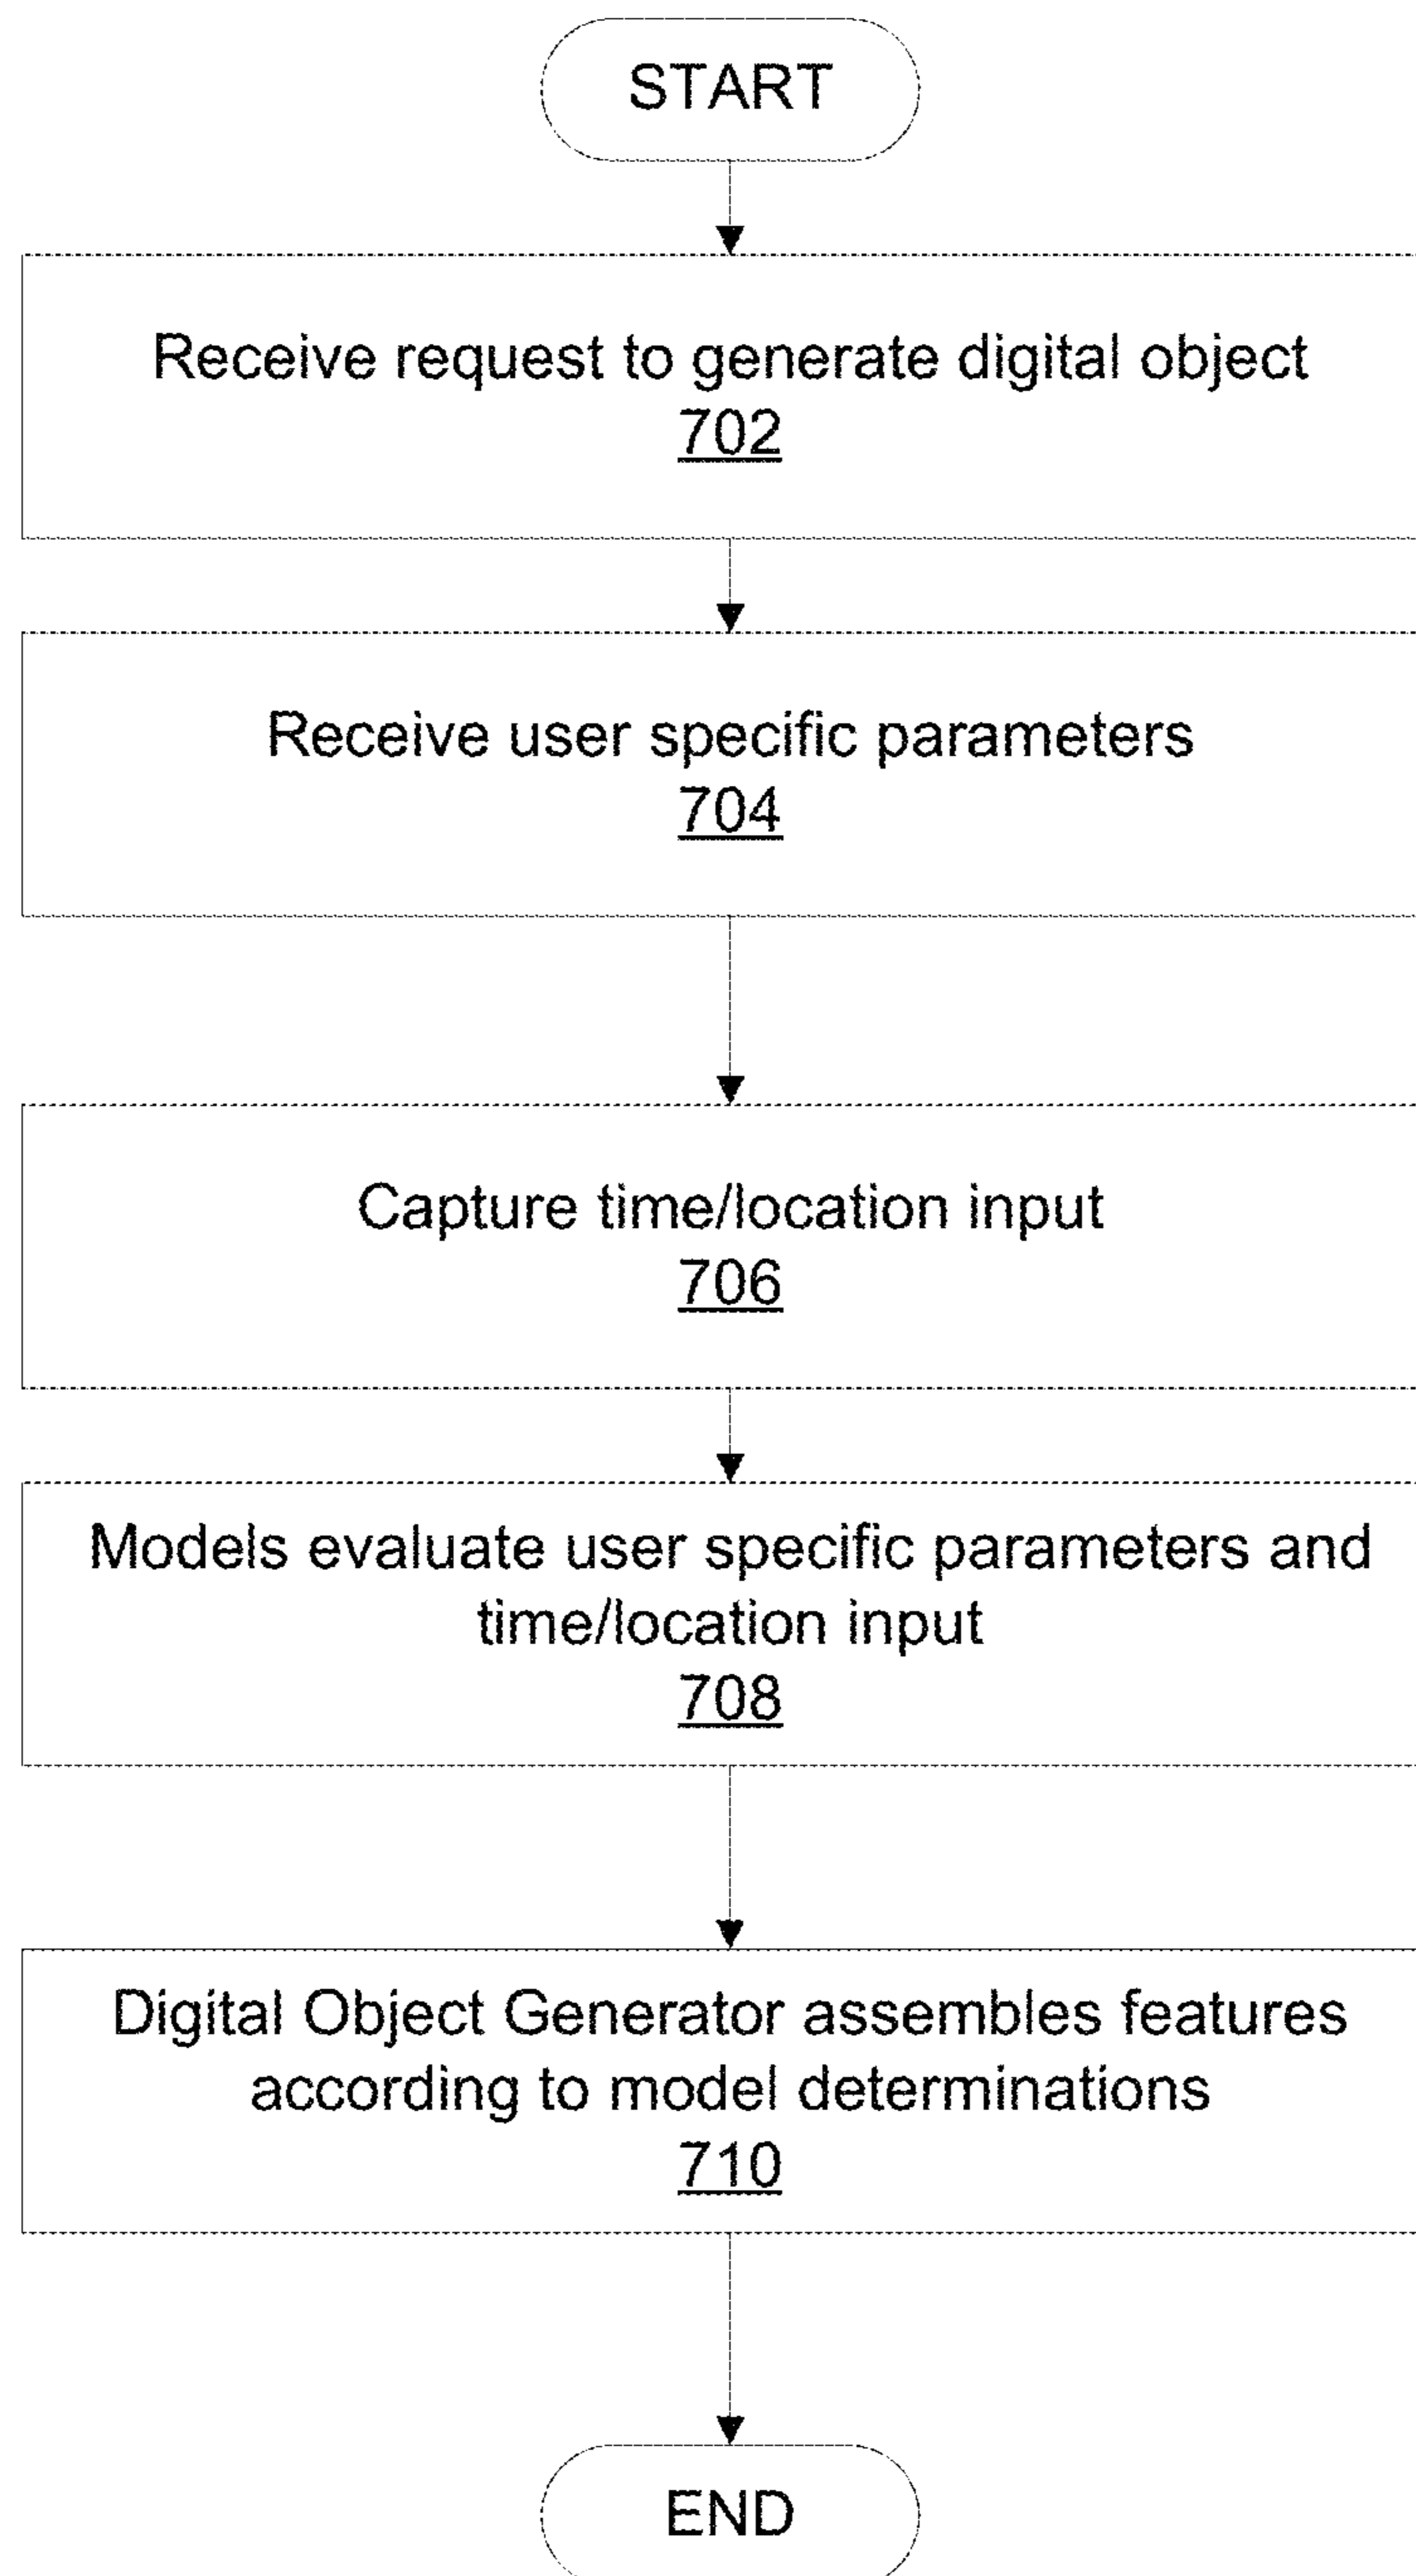 START
Receive request to generate digital object
702
Receive user specific parameters
704
Capture time/location input
706
Models evaluate user specific parameters and
time/location input
708
Digital Object Generator assembles features
according to model determinations
710
END